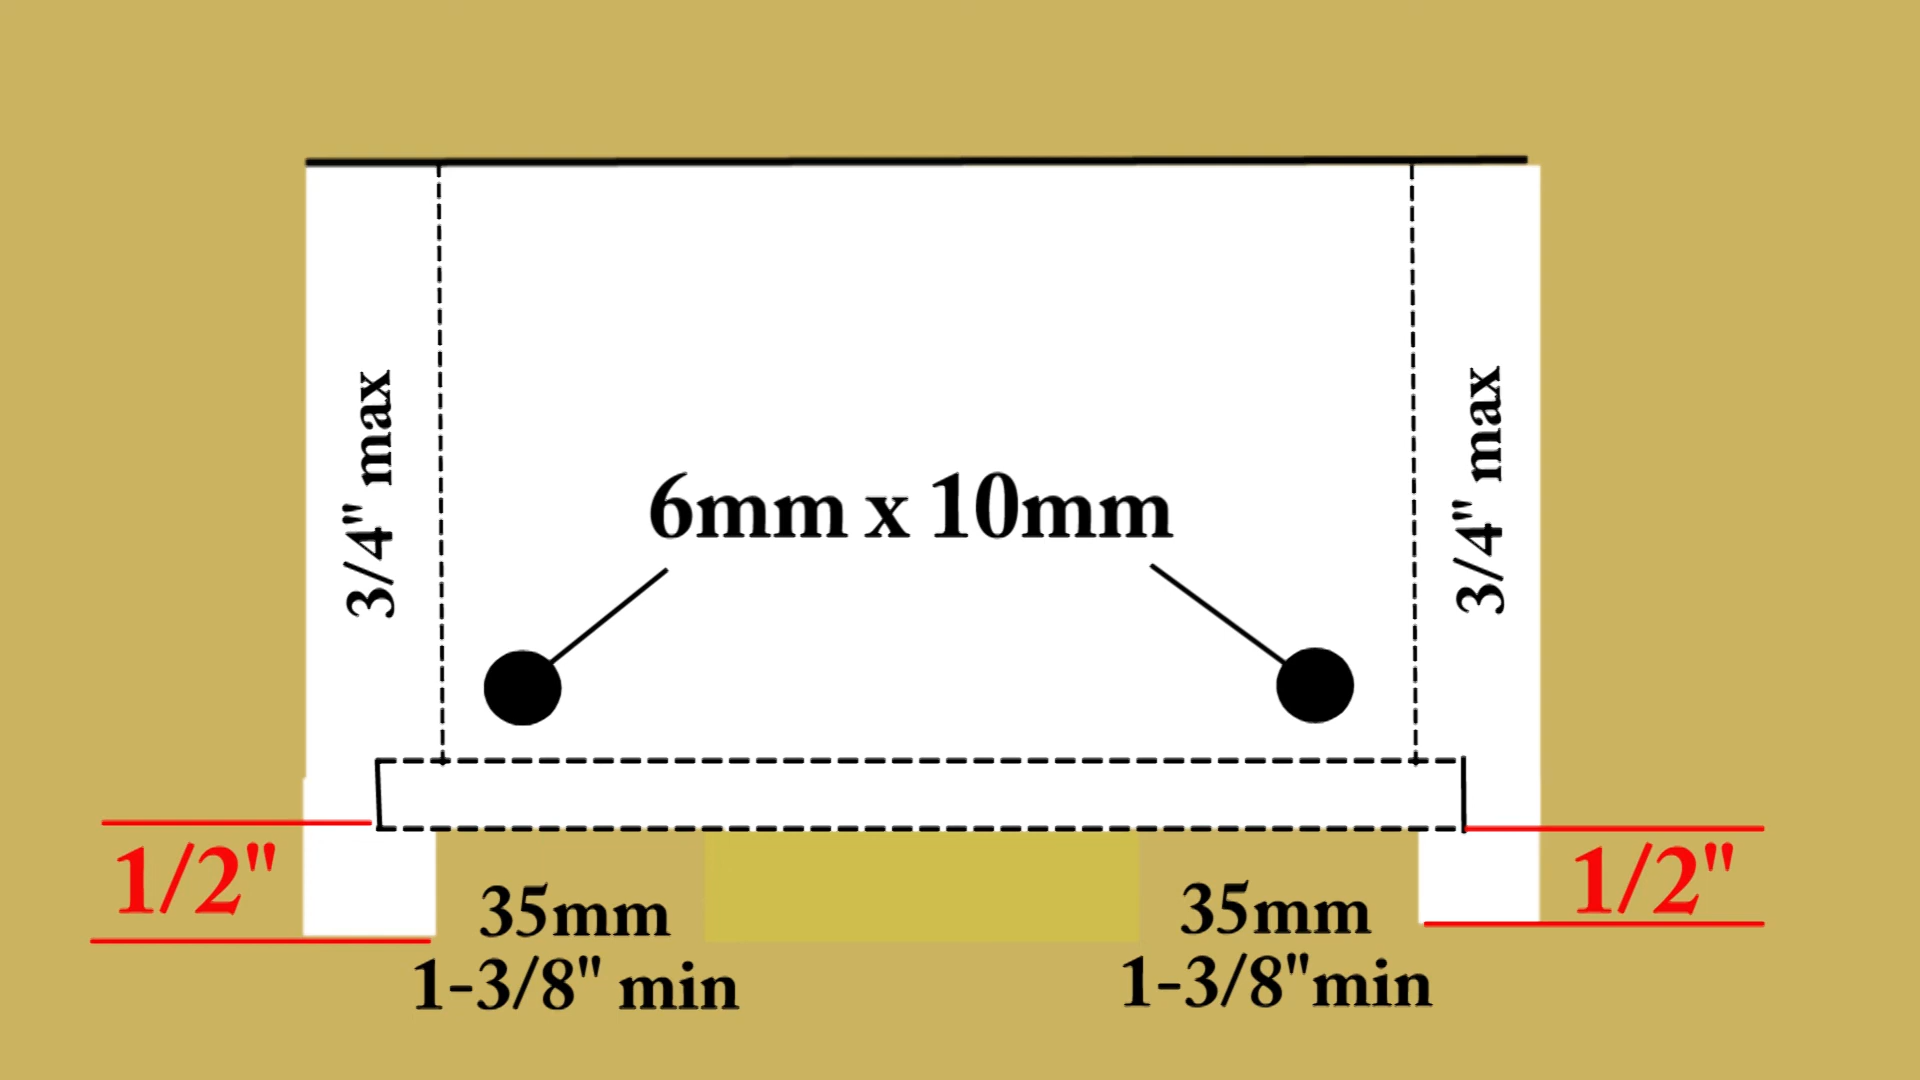 3/4" max
3/4" max
6mm x 10mm
1/2"
1/2"
35mm
1-3/8" min
35mm
1-3/8"min